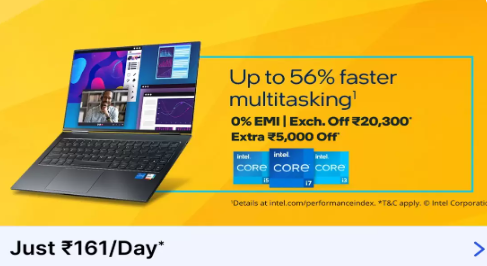 Up to 56% faster
multitasking¹
0% EMI | Exch. Off ₹20,300*
Extra ₹5,000 Off*
intel.
CORE
i5
intel.
CORE
i7
intel.
CORE
i3
¹Details at intel.com/performanceindex. *T&C apply. © Intel Corporati
Just ₹161/Day*